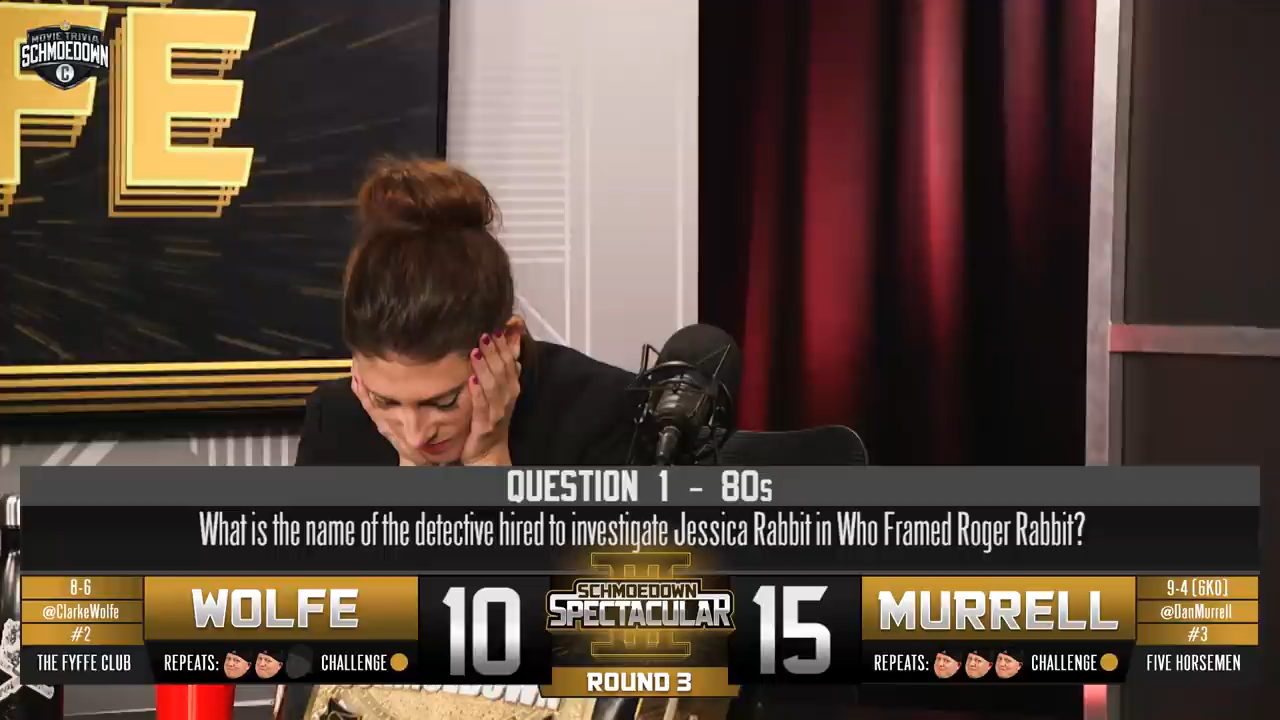 MOVIE TRIVIA
SCHMOEDOWN
C
FE
QUESTION 1 - 80s
What is the name of the detective hired to investigate Jessica Rabbit in Who Framed Roger Rabbit?
8-6
@ClarkeWolfe
#2
THE FYFFE CLUB
WOLFE
REPEATS:
CHALLENGE
10
III
SCHMOEDOWN
SPECTACULAR
ROUND 3
15
MURRELL
REPEATS:
CHALLENGE
9-4 (6KO)
@DanMurrell
#3
FIVE HORSEMEN